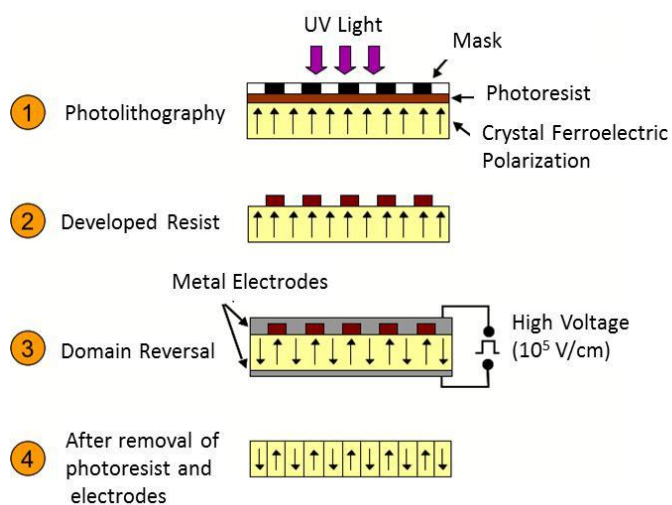 UV Light
Mask
Photoresist
1 Photolithography
Crystal Ferroelectric
Polarization
2 Developed Resist
Metal Electrodes
High Voltage
(10⁵ V/cm)
3 Domain Reversal
4 After removal of
photoresist and
electrodes